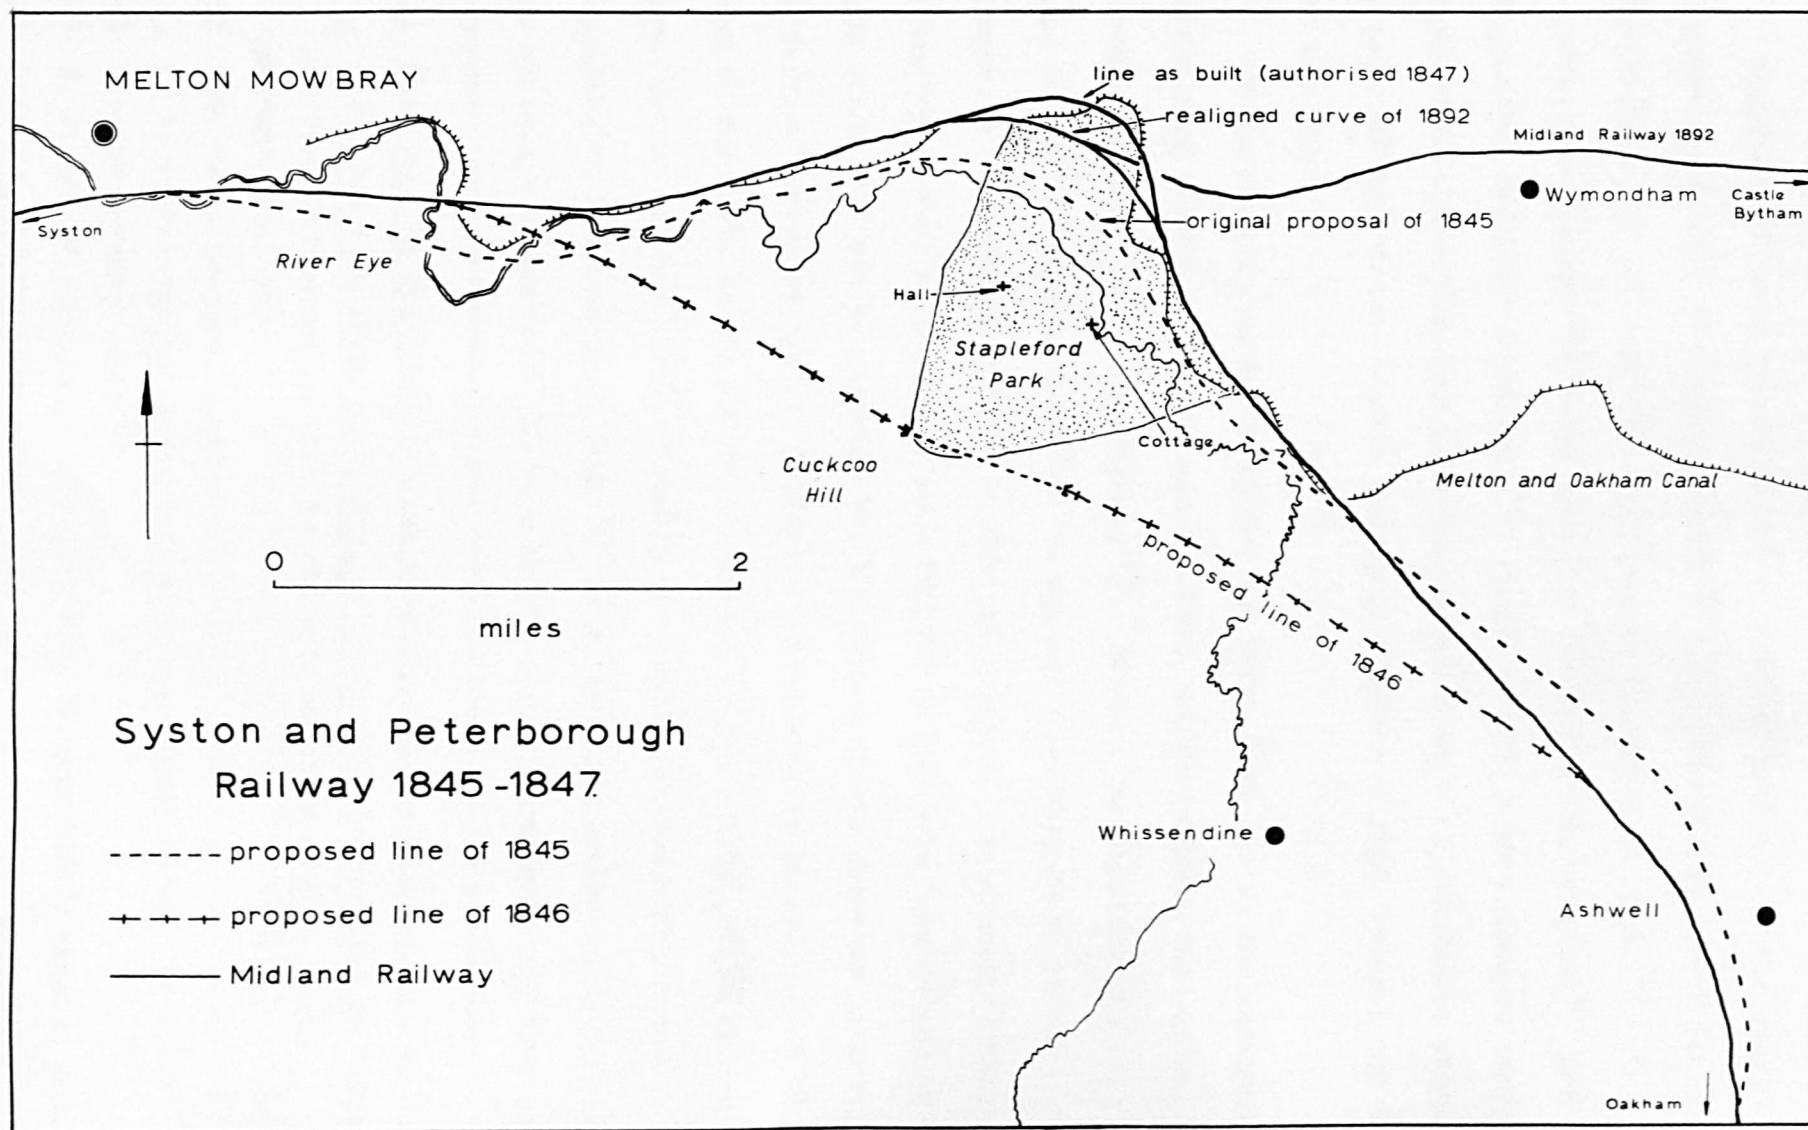 MELTON MOWBRAY
line as built (authorised 1847)
realigned curve of 1892
Midland Railway 1892
Wymondham
Castle
Bytham
Syston
River Eye
original proposal of 1845
Hall
Stapleford
Park
Cottage
Cuckcoo
Hill
Melton and Oakham Canal
proposed line of 1846
0 2
miles
Syston and Peterborough
Railway 1845-1847.
proposed line of 1845
proposed line of 1846
Midland Railway
Whissendine
Ashwell
Oakham